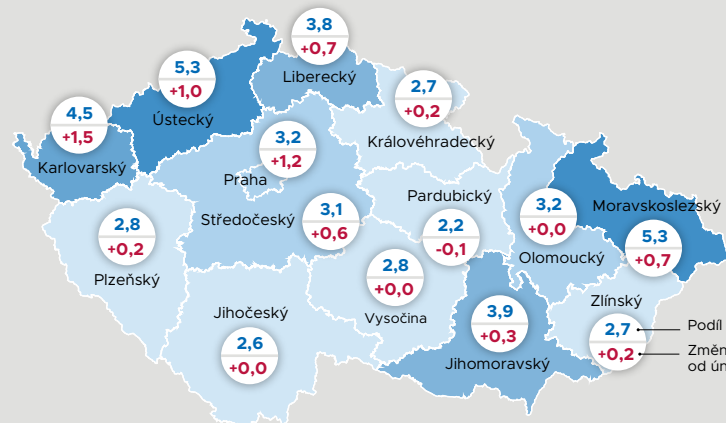 3,8
+0,7
Liberecký
5,3
+1,0
Ústecký
2,7
+0,2
Královéhradecký
4,5
+1,5
Karlovarský
3,2
+1,2
Praha
Středočeský
3,1
+0,6
Pardubický
2,2
-0,1
3,2
+0,0
Olomoucký
Moravskoslezský
5,3
+0,7
2,8
+0,2
Plzeňský
2,8
+0,0
Vysočina
Jihočeský
2,6
+0,0
3,9
+0,3
Jihomoravský
Zlínský
2,7
+0,2
Podíl